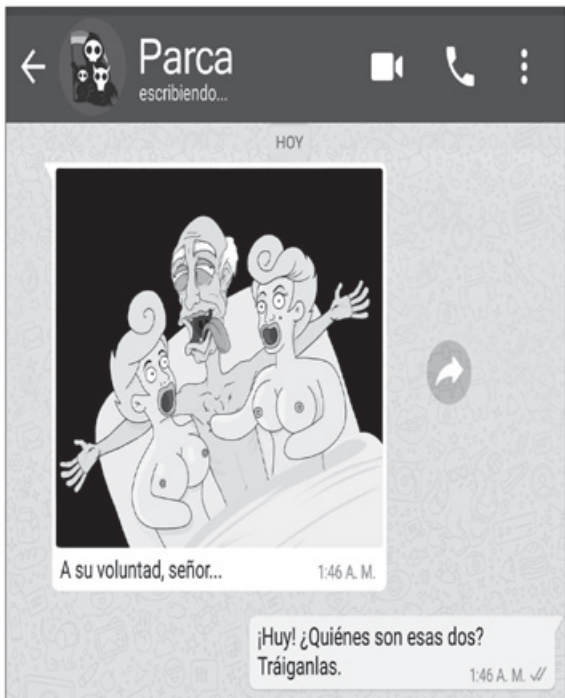 Parca
escribiendo...
HOY
A su voluntad, señor...
1:46 A. M.
¡Huy! ¿Quiénes son esas dos?
Tráiganlas.
1:46 A. M.